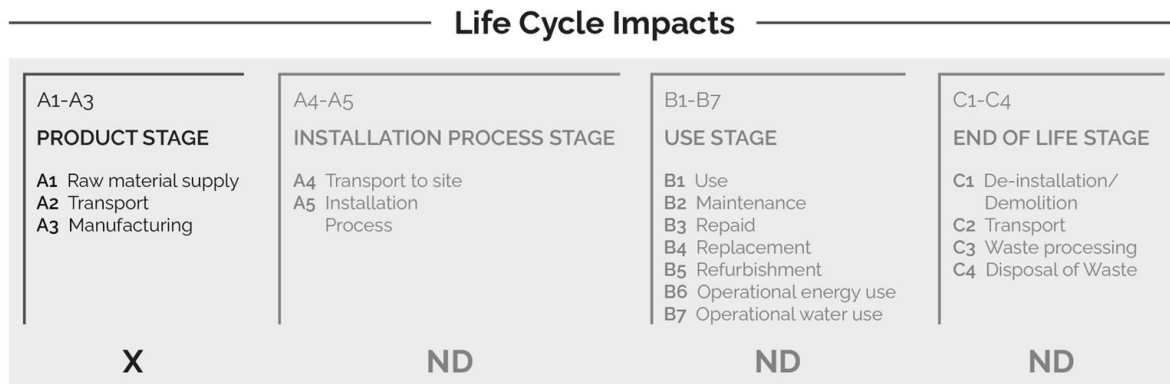 Life Cycle Impacts
A1-A3
PRODUCT STAGE
A1 Raw material supply
A2 Transport
A3 Manufacturing
X
A4-A5
INSTALLATION PROCESS STAGE
A4 Transport to site
A5 Installation
Process
ND
B1-B7
USE STAGE
B1 Use
B2 Maintenance
B3 Repaid
B4 Replacement
B5 Refurbishment
B6 Operational energy use
B7 Operational water use
ND
C1-C4
END OF LIFE STAGE
C1 De-installation/
Demolition
C2 Transport
C3 Waste processing
C4 Disposal of Waste
ND